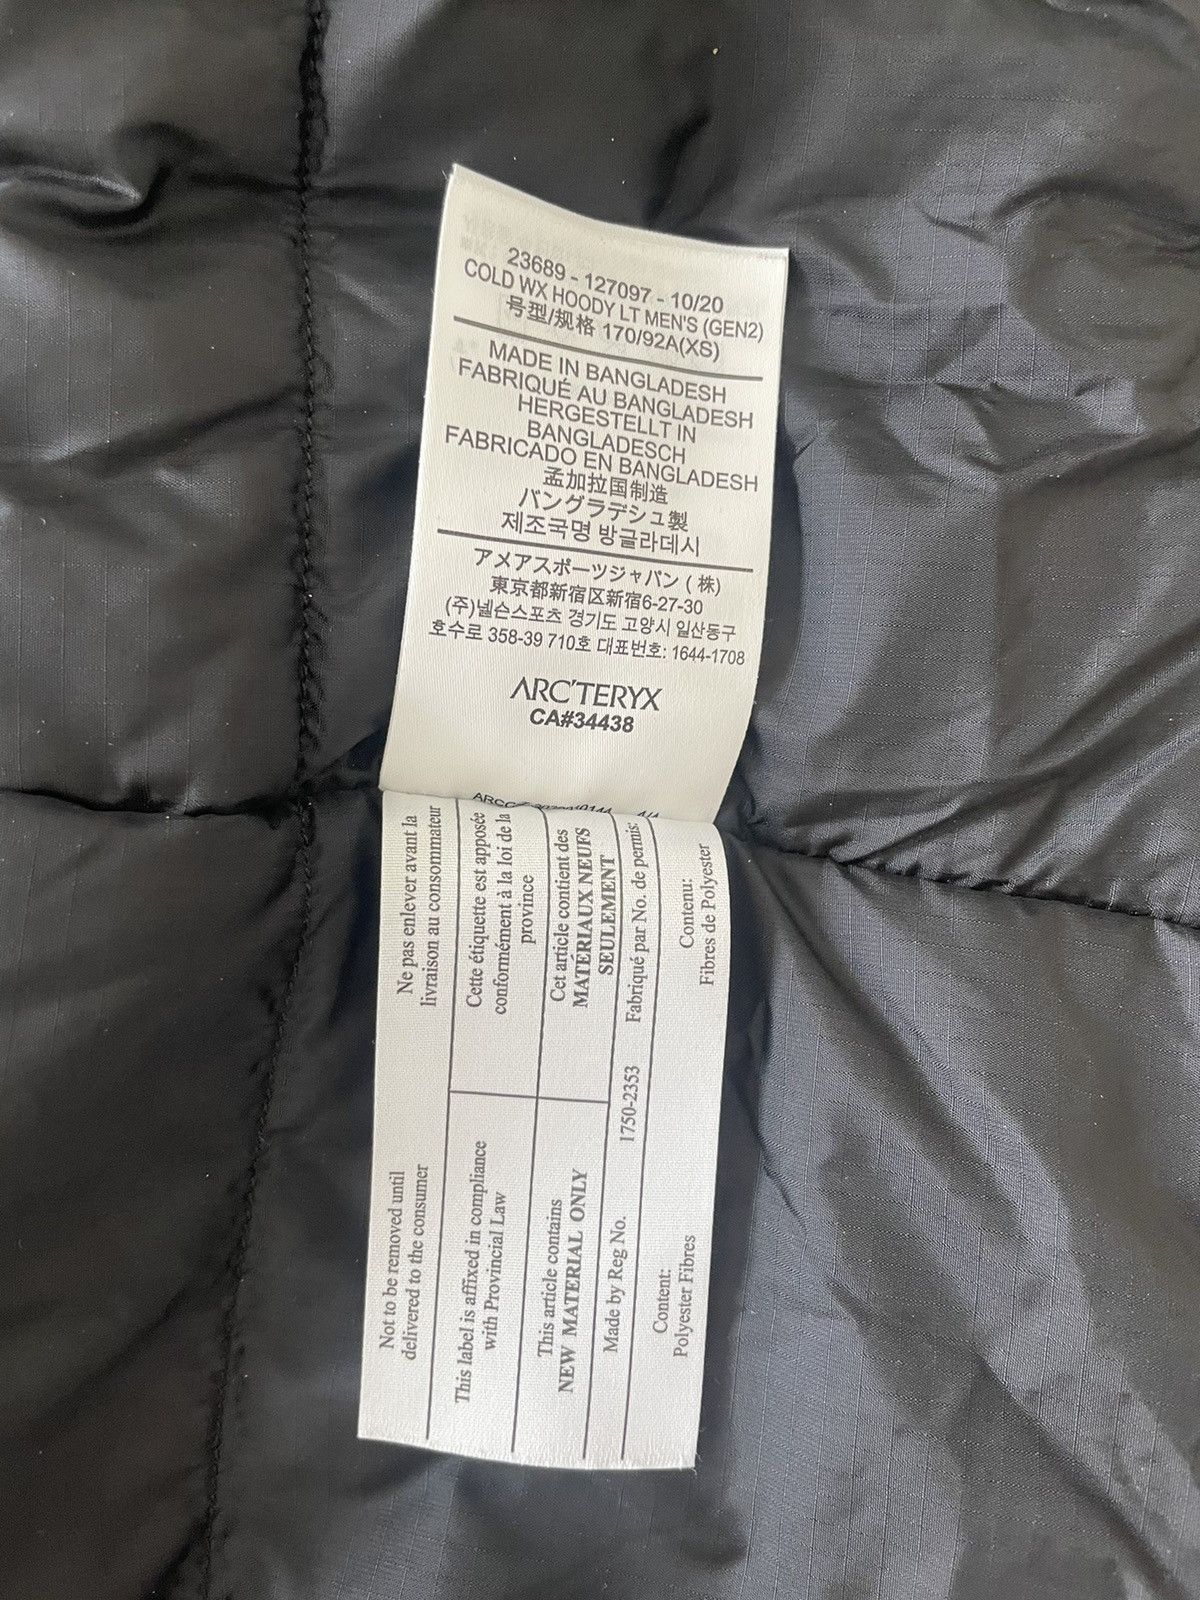 23689 - 127097 - 10/20
COLD WX HOODY LT MEN'S (GEN2)
号型/规格 170/92A(XS)
MADE IN BANGLADESH
FABRIQUÉ AU BANGLADESH
HERGESTELLT IN
BANGLADESCH
FABRICADO EN BANGLADESH
孟加拉国制造
バングラデシュ製
제조국명 방글라데시
アメアスポーツジャパン (株)
東京都新宿区新宿6-27-30
(주)넬슨스포츠 경기도 고양시 일산동구
호수로 358-39 710호 대표번호: 1644-1708
ARC'TERYX
CA#34438
Ne pas enlever avant la
livraison au consommateur
Cette étiquette est apposée
conformément à la loi de la
province
Cet article contient des
MATÉRIAUX NEUFS
SEULEMENT
Fabriqué par No. de permis:
Contenu:
Fibres de Polyester
Not to be removed until
delivered to the consumer
This label is affixed in compliance
with Provincial Law
This article contains
NEW MATERIAL ONLY
Made by Reg No.
1750-2353
Content:
Polyester Fibres